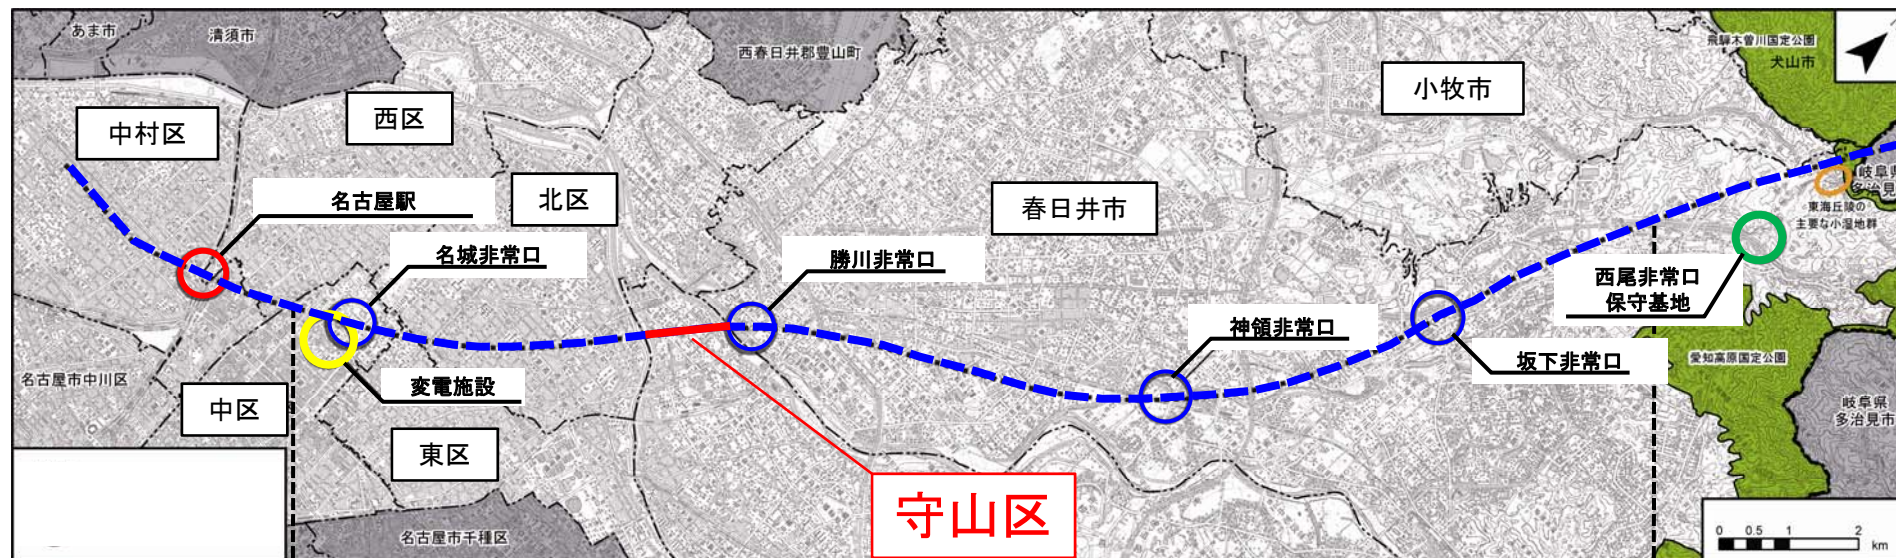 あま市
清須市
西春日井郡豊山町
飛騨木曽川国定公園
犬山市
小牧市
中村区
西区
名古屋駅
北区
春日井市
岐阜県
多治見
東海丘陵の
主要な小湿地群
名城非常口
勝川非常口
西尾非常口
保守基地
神領非常口
坂下非常口
愛知高原国定公園
名古屋市中川区
変電施設
中区
岐阜県
多治見市
東区
守山区
名古屋市千種区
0 0.5 1 2
km